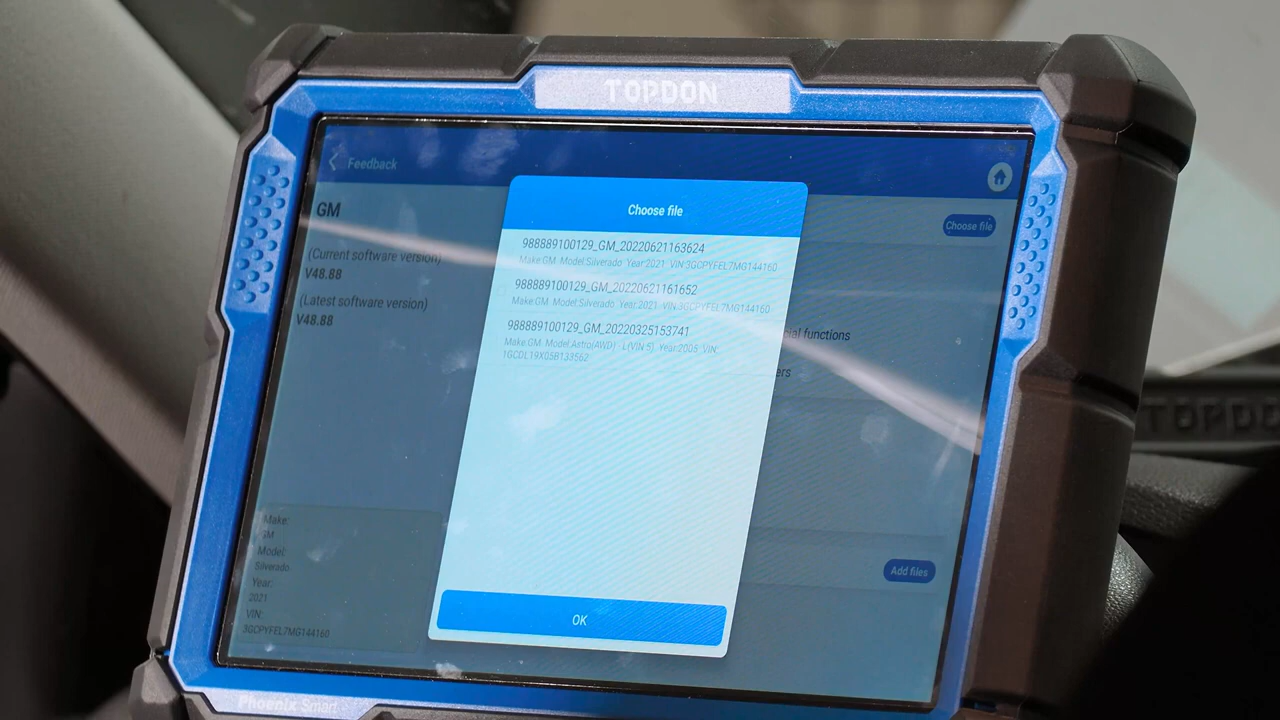 TOPDON
Feedback
GM
Choose file
(Current software version)
V48.88
(Latest software version)
V48.88
Choose file
988889100129_GM_20220621163624
Make:GM Model:Silverado Year:2021 VIN:3GCPYFEL7MG144160
988889100129_GM_20220621161652
Make:GM Model:Silverado Year:2021 VIN:3GCPYFEL7MG144160
988889100129_GM_20220325153741
Make:GM Model:Astro(AWD) - L(VIN 5) Year:2005 VIN:
1GCDL19X05B133562
cial functions
ers
TOPDO
Make:
GM
Model:
Silverado
Year:
2021
VIN:
3GCPYFEL7MG144160
Add files
OK
Phoenix Smart